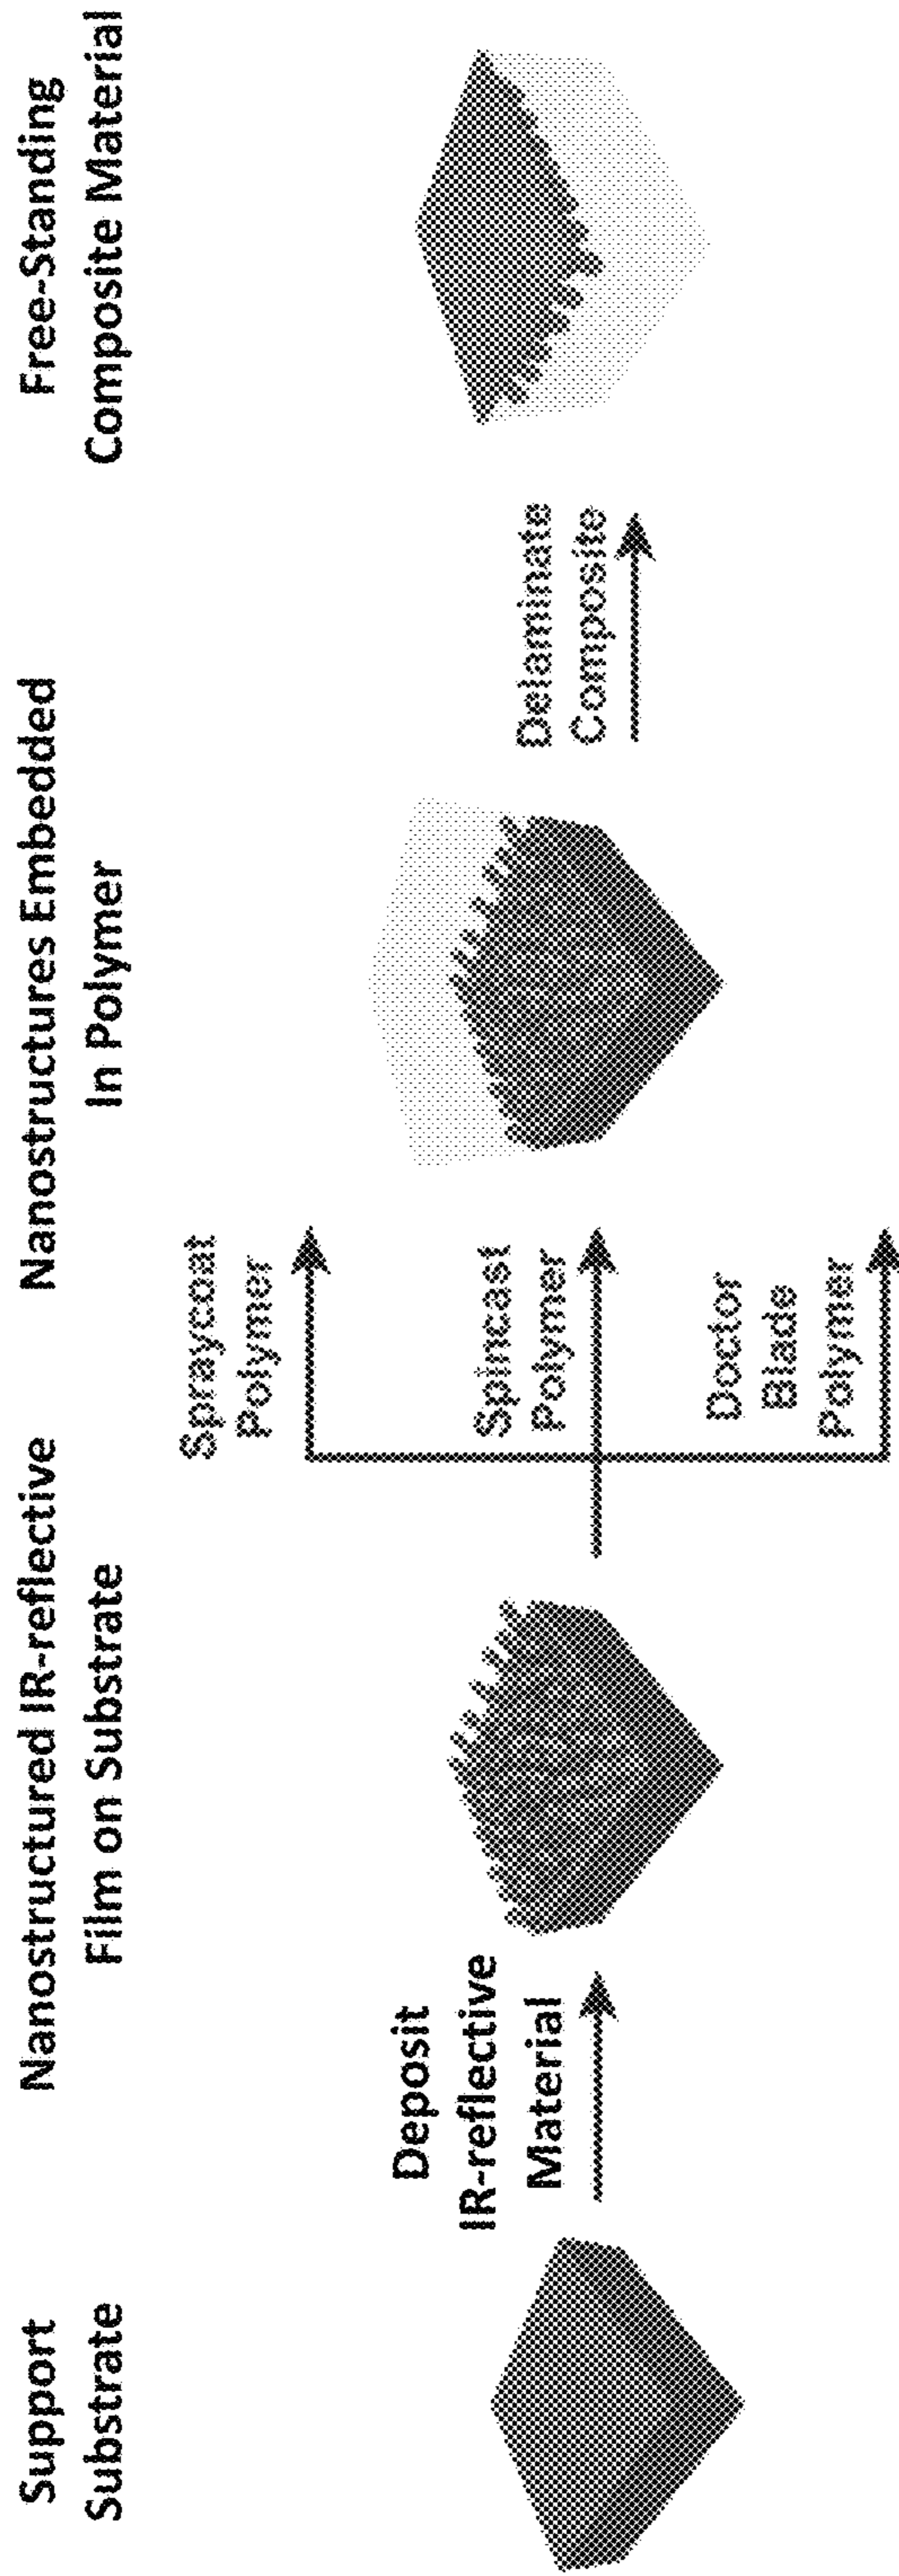 Support
Substrate
Deposit
IR-reflective
Material
Nanostructured IR-reflective
Film on Substrate
Spraycoat
Polymer
Spincast
Polymer
Doctor
Blade
Polymer
Nanostructures Embedded
In Polymer
Delaminate
Composite
Free-Standing
Composite Material